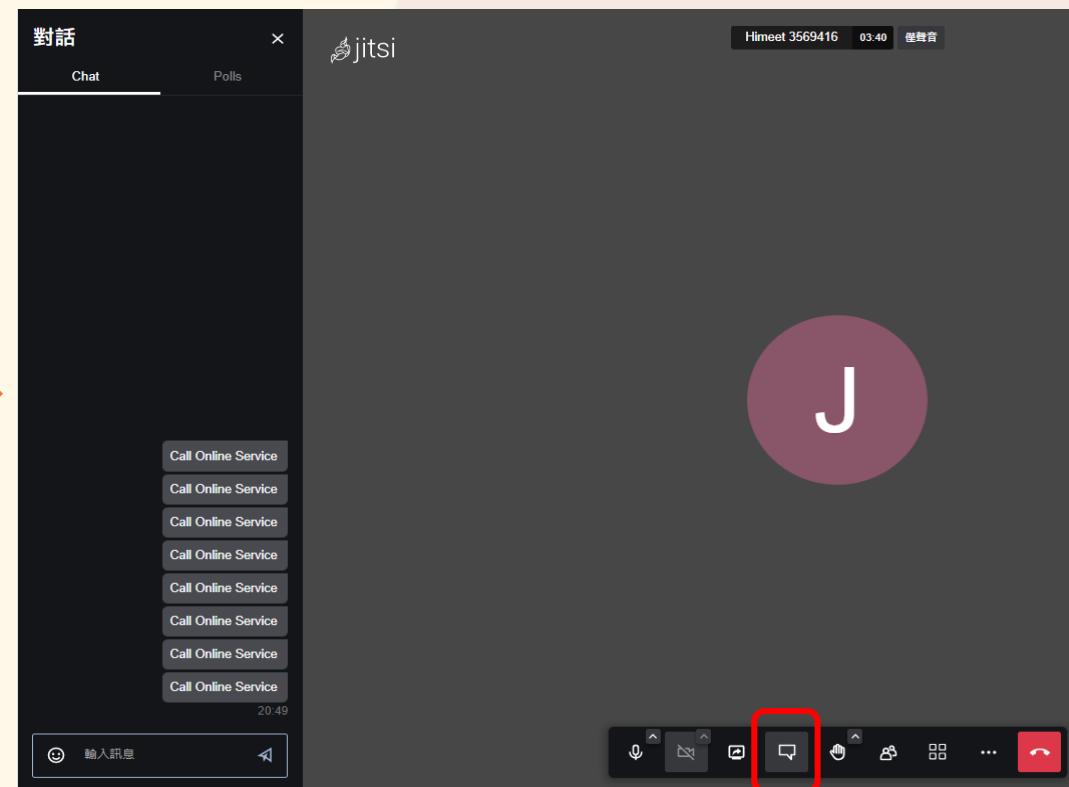 對話
Chat
Polls
Call Online Service
Call Online Service
Call Online Service
Call Online Service
Call Online Service
Call Online Service
Call Online Service
Call Online Service
20:49
輸入訊息
jitsi
Himeet 3569416 03:40 僅聲音
J